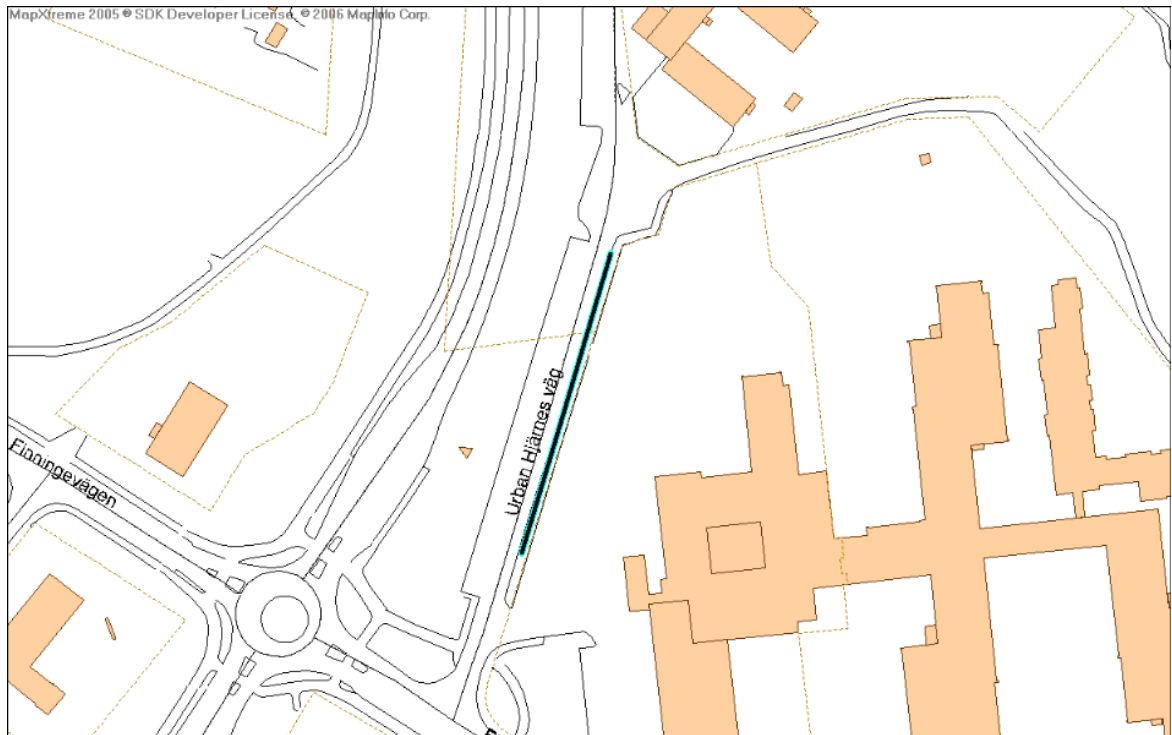 MapXtreme 2005 ® SDK Developer License. © 2006 MapInfo Corp.
Urban Hjärnes väg
Finningevägen